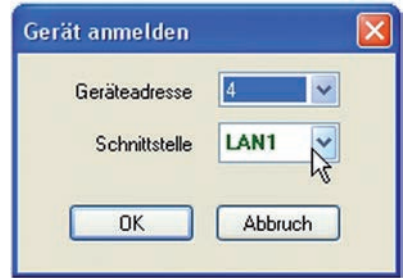 Gerät anmelden
Geräteadresse 4
Schnittstelle LAN1
OK Abbruch